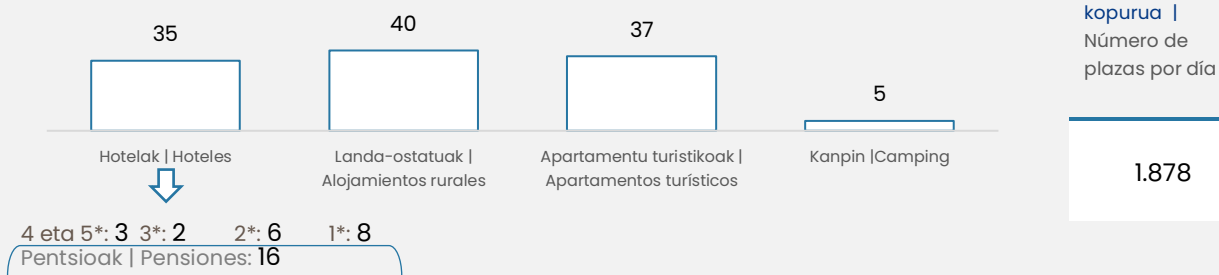 35
40
37
5
Hotelak | Hoteles
Landa-ostatuak |
Alojamientos rurales
Apartamentu turistikoak |
Apartamentos turísticos
Kanpin |Camping
4 eta 5*: 3 3*: 2 2*: 6 1*: 8
Pentsioak | Pensiones: 16
kopurua |
Número de
plazas por día
1.878